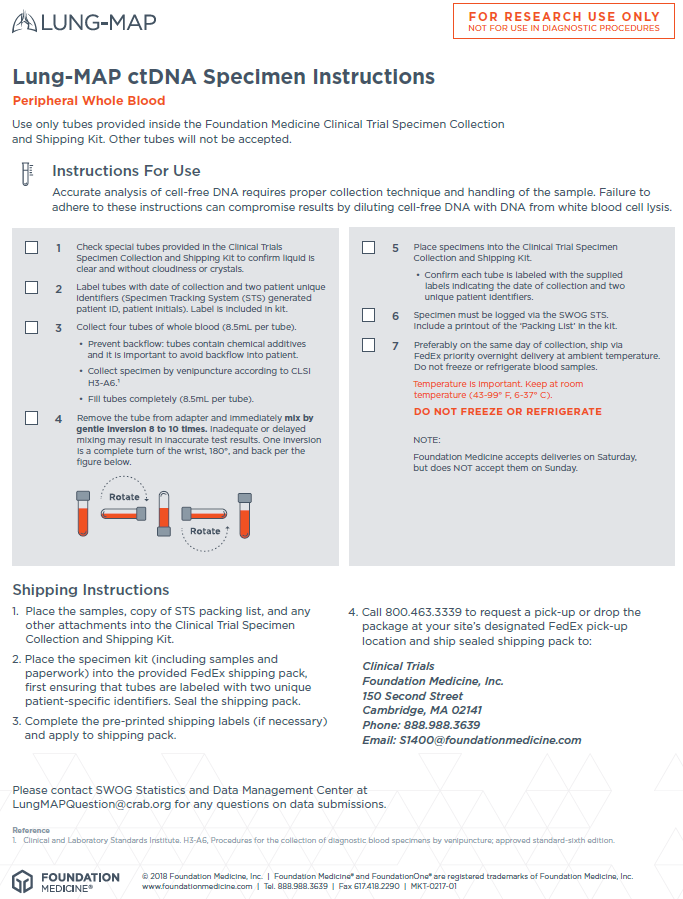 LUNG-MAP
FOR RESEARCH USE ONLY
NOT FOR USE IN DIAGNOSTIC PROCEDURES
Lung-MAP ctDNA Specimen Instructions
Peripheral Whole Blood
Use only tubes provided inside the Foundation Medicine Clinical Trial Specimen Collection
and Shipping Kit. Other tubes will not be accepted.
Instructions For Use
Accurate analysis of cell-free DNA requires proper collection technique and handling of the sample. Failure to
adhere to these instructions can compromise results by diluting cell-free DNA with DNA from white blood cell lysis.
1 Check special tubes provided in the Clinical Trials
Specimen Collection and Shipping Kit to confirm liquid is
clear and without cloudiness or crystals.
2 Label tubes with date of collection and two patient unique
identifiers (Specimen Tracking System (STS) generated
patient ID, patient initials). Label is included in kit.
3 Collect four tubes of whole blood (8.5mL per tube).
• Prevent backflow: tubes contain chemical additives
and it is important to avoid backflow into patient.
• Collect specimen by venipuncture according to CLSI
H3-A6.¹
• Fill tubes completely (8.5mL per tube).
4 Remove the tube from adapter and immediately mix by
gentle inversion 8 to 10 times. Inadequate or delayed
mixing may result in inaccurate test results. One inversion
is a complete turn of the wrist, 180°, and back per the
figure below.
Rotate
Rotate
5 Place specimens into the Clinical Trial Specimen
Collection and Shipping Kit.
• Confirm each tube is labeled with the supplied
labels indicating the date of collection and two
unique patient identifiers.
6 Specimen must be logged via the SWOG STS.
Include a printout of the 'Packing List' in the kit.
7 Preferably on the same day of collection, ship via
FedEx priority overnight delivery at ambient temperature.
Do not freeze or refrigerate blood samples.
Temperature is important. Keep at room
temperature (43-99° F, 6-37° C).
DO NOT FREEZE OR REFRIGERATE
NOTE:
Foundation Medicine accepts deliveries on Saturday,
but does NOT accept them on Sunday.
Shipping Instructions
1. Place the samples, copy of STS packing list, and any
other attachments into the Clinical Trial Specimen
Collection and Shipping Kit.
2. Place the specimen kit (including samples and
paperwork) into the provided FedEx shipping pack,
first ensuring that tubes are labeled with two unique
patient-specific identifiers. Seal the shipping pack.
3. Complete the pre-printed shipping labels (if necessary)
and apply to shipping pack.
4. Call 800.463.3339 to request a pick-up or drop the
package at your site's designated FedEx pick-up
location and ship sealed shipping pack to:
Clinical Trials
Foundation Medicine, Inc.
150 Second Street
Cambridge, MA 02141
Phone: 888.988.3639
Email: S1400@foundationmedicine.com
Please contact SWOG Statistics and Data Management Center at
LungMAPQuestion@crab.org for any questions on data submissions.
Reference
1. Clinical and Laboratory Standards Institute. H3-A6, Procedures for the collection of diagnostic blood specimens by venipuncture; approved standard-sixth edition.
FOUNDATION
MEDICINE®
© 2018 Foundation Medicine, Inc. | Foundation Medicine® and FoundationOne® are registered trademarks of Foundation Medicine, Inc.
www.foundationmedicine.com | Tel. 888.988.3639 | Fax 617.418.2290 | MKT-0217-01